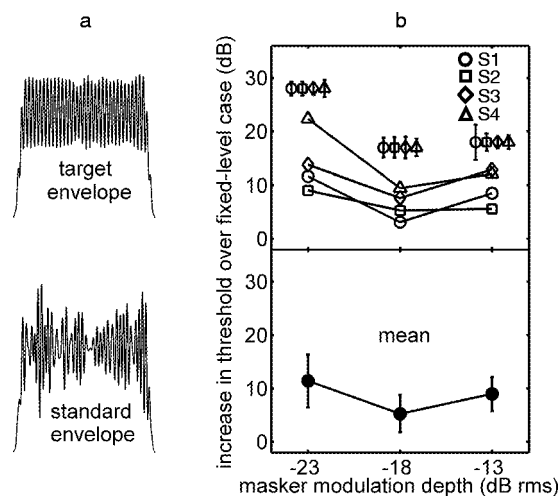 a
b
target
envelope
standard
envelope
increase in threshold over fixed-level case (dB)
S1
S2
S3
S4
30
20
10
0
mean
30
20
10
0
-23
-18
-13
masker modulation depth (dB rms)